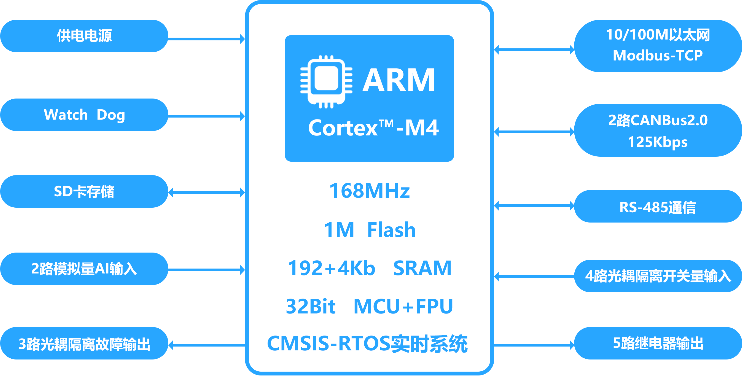 供电电源
Watch Dog
SD卡存储
2路模拟量AI输入
3路光耦隔离故障输出
ARM
Cortex™-M4
168MHz
1M Flash
192+4Kb SRAM
32Bit MCU+FPU
CMSIS-RTOS实时系统
10/100M以太网
Modbus-TCP
2路CANBus2.0
125Kbps
RS-485通信
4路光耦隔离开关量输入
5路继电器输出